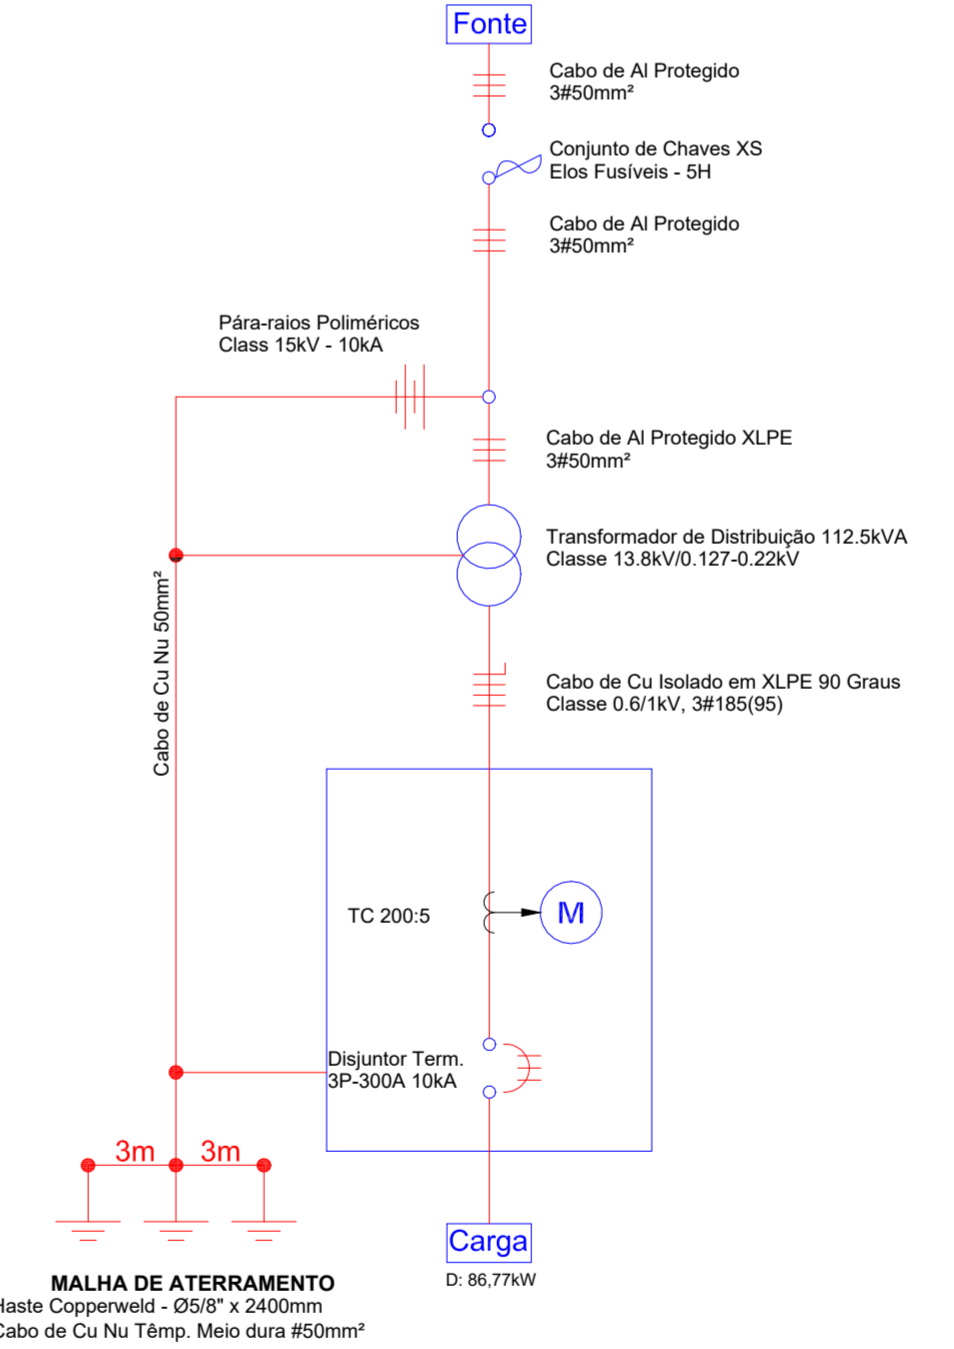 Fonte
Cabo de Al Protegido
3#50mm²
Conjunto de Chaves XS
Elos Fusíveis - 5H
Cabo de Al Protegido
3#50mm²
Pára-raios Poliméricos
Class 15kV - 10kA
Cabo de Al Protegido XLPE
3#50mm²
Transformador de Distribuição 112.5kVA
Classe 13.8kV/0.127-0.22kV
Cabo de Cu Nu 50mm²
Cabo de Cu Isolado em XLPE 90 Graus
Classe 0.6/1kV, 3#185(95)
TC 200:5
M
Disjuntor Term.
3P-300A 10kA
3m 3m
Carga
D: 86,77kW
MALHA DE ATERRAMENTO
Haste Copperweld - Ø5/8" x 2400mm
Cabo de Cu Nu Têmp. Meio dura #50mm²